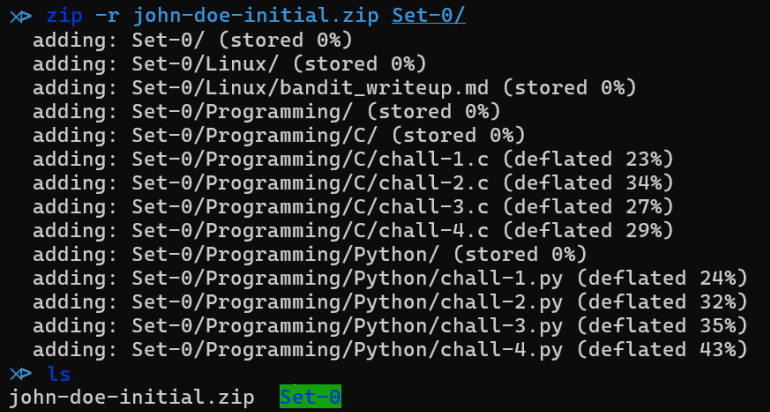 zip -r john-doe-initial.zip Set-0/
adding: Set-0/ (stored 0%)
adding: Set-0/Linux/ (stored 0%)
adding: Set-0/Linux/bandit_writeup.md (stored 0%)
adding: Set-0/Programming/ (stored 0%)
adding: Set-0/Programming/C/ (stored 0%)
adding: Set-0/Programming/C/chall-1.c (deflated 23%)
adding: Set-0/Programming/C/chall-2.c (deflated 34%)
adding: Set-0/Programming/C/chall-3.c (deflated 27%)
adding: Set-0/Programming/C/chall-4.c (deflated 29%)
adding: Set-0/Programming/Python/ (stored 0%)
adding: Set-0/Programming/Python/chall-1.py (deflated 24%)
adding: Set-0/Programming/Python/chall-2.py (deflated 32%)
adding: Set-0/Programming/Python/chall-3.py (deflated 35%)
adding: Set-0/Programming/Python/chall-4.py (deflated 43%)
ls
john-doe-initial.zip  Set-0